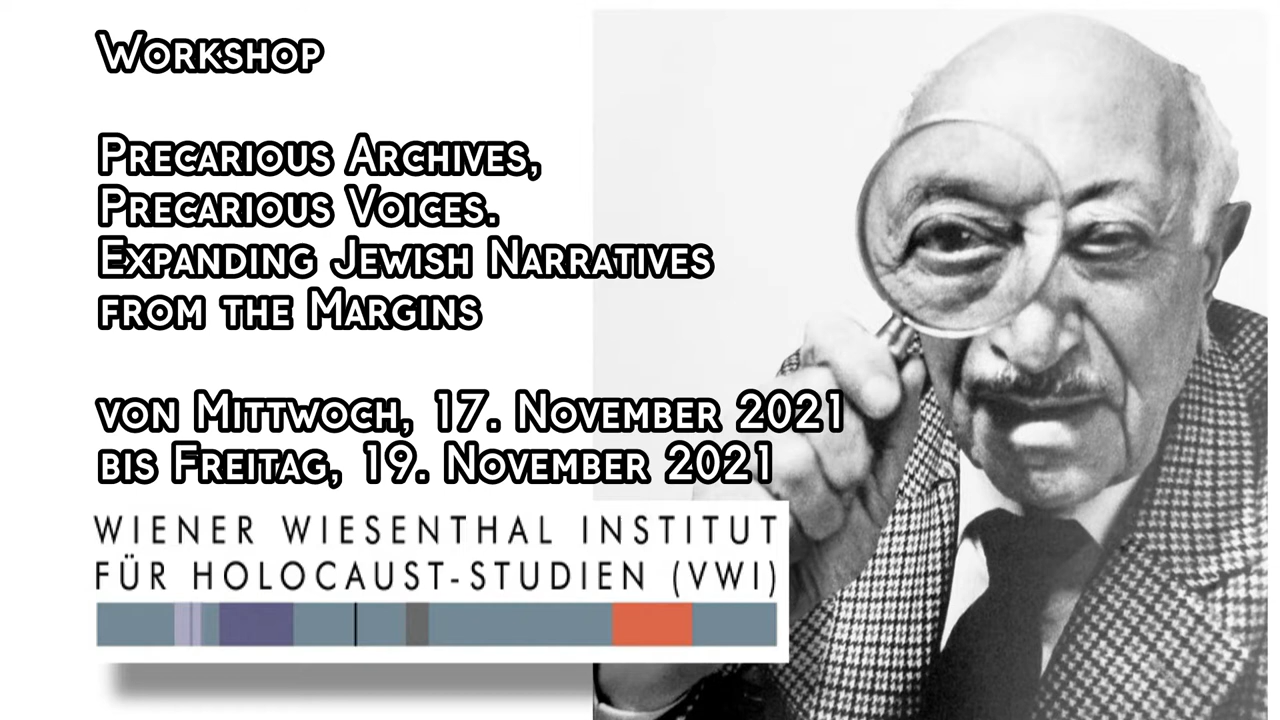 Workshop
Precarious Archives,
Precarious Voices.
Expanding Jewish Narratives
from the Margins
von Mittwoch, 17. November 2021
bis Freitag, 19. November 2021
WIENER WIESENTHAL INSTITUT
FÜR HOLOCAUST-STUDIEN (VWI)